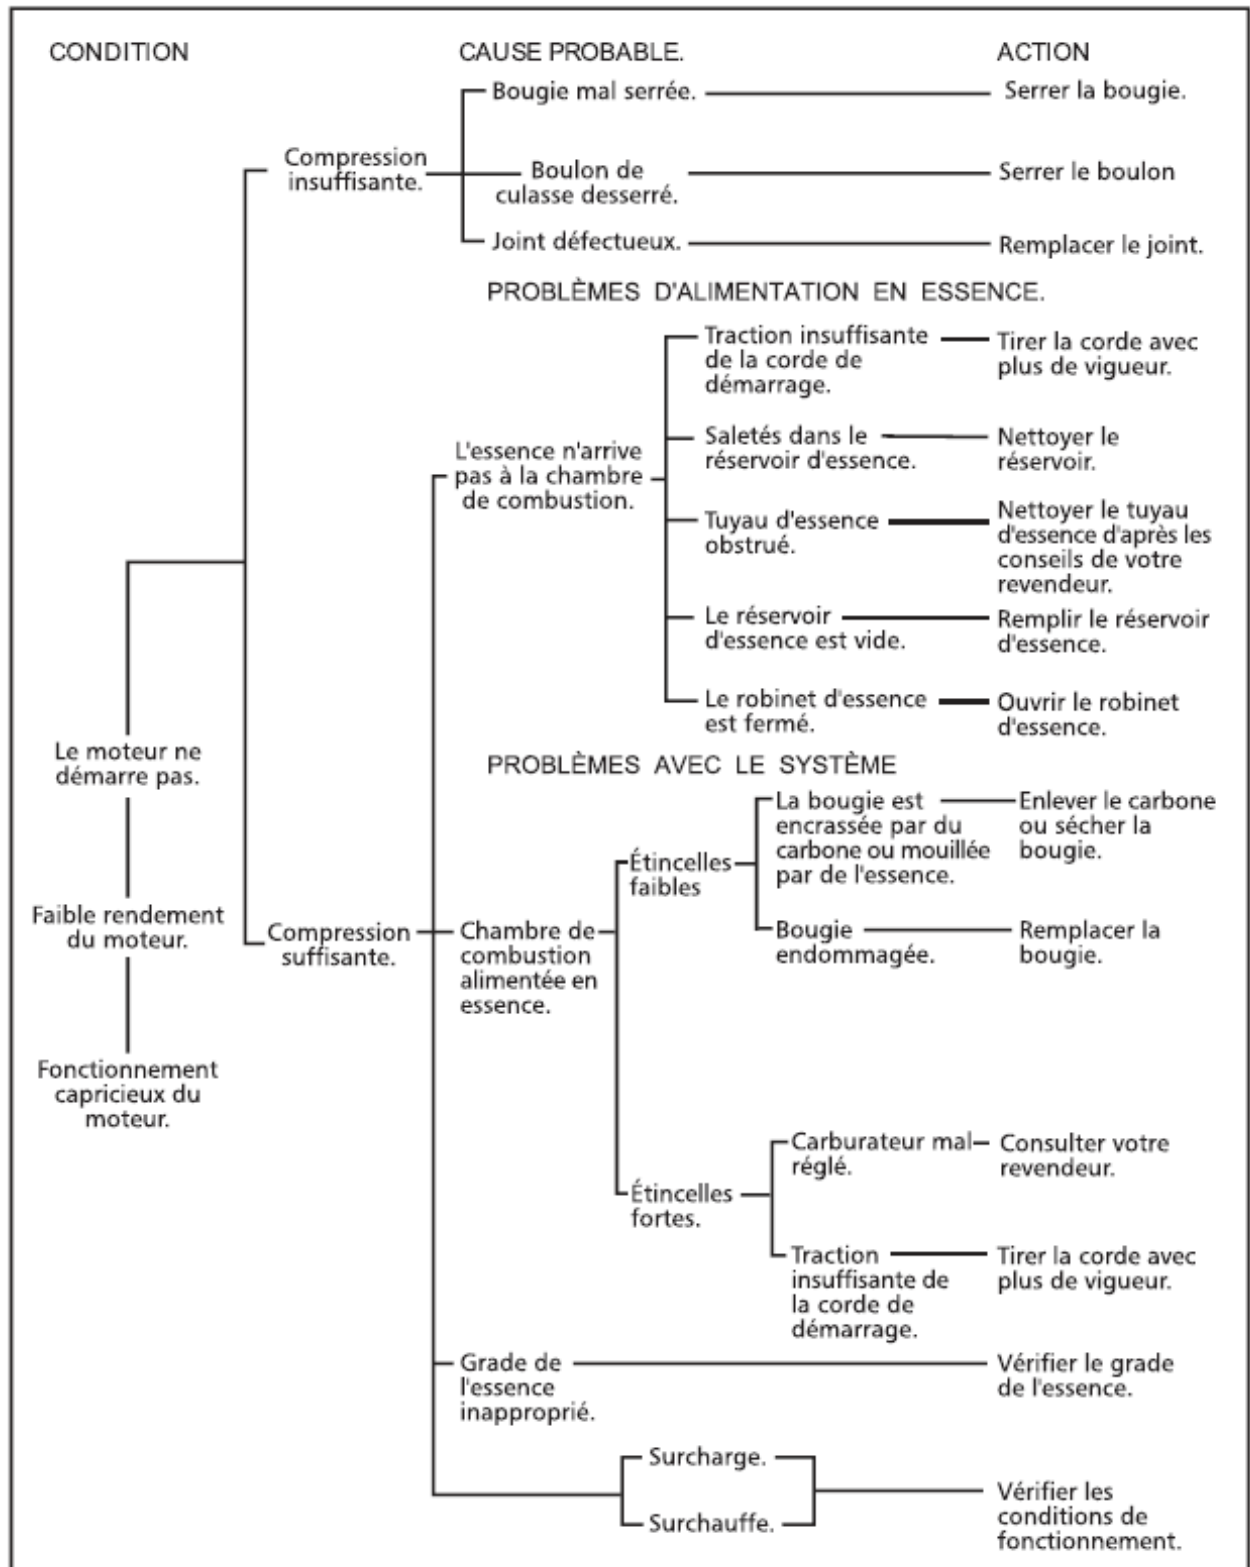 CONDITION
CAUSE PROBABLE.
ACTION
Bougie mal serrée.
Serrer la bougie.
Compression
insuffisante.
Boulon de
culasse desserré.
Serrer le boulon
Joint défectueux.
Remplacer le joint.
PROBLÈMES D'ALIMENTATION EN ESSENCE.
Traction insuffisante
de la corde de
démarrage.
Tirer la corde avec
plus de vigueur.
L'essence n'arrive
pas à la chambre
de combustion.
Saletés dans le
réservoir d'essence.
Nettoyer le
réservoir.
Tuyau d'essence
obstrué.
Nettoyer le tuyau
d'essence d'après les
conseils de votre
revendeur.
Le réservoir
d'essence est vide.
Remplir le réservoir
d'essence.
Le robinet d'essence
est fermé.
Ouvrir le robinet
d'essence.
Le moteur ne
démarre pas.
PROBLÈMES AVEC LE SYSTÈME
La bougie est
encrassée par du
carbone ou mouillée
par de l'essence.
Enlever le carbone
ou sécher la
bougie.
Étincelles
faibles
Faible rendement
du moteur.
Compression
suffisante.
Chambre de
combustion
alimentée en
essence.
Bougie
endommagée.
Remplacer la
bougie.
Fonctionnement
capricieux du
moteur.
Carburateur mal
réglé.
Consulter votre
revendeur.
Étincelles
fortes.
Traction
insuffisante de
la corde de
démarrage.
Tirer la corde avec
plus de vigueur.
Grade de
l'essence
inapproprié.
Vérifier le grade
de l'essence.
Surcharge.
Surchauffe.
Vérifier les
conditions de
fonctionnement.